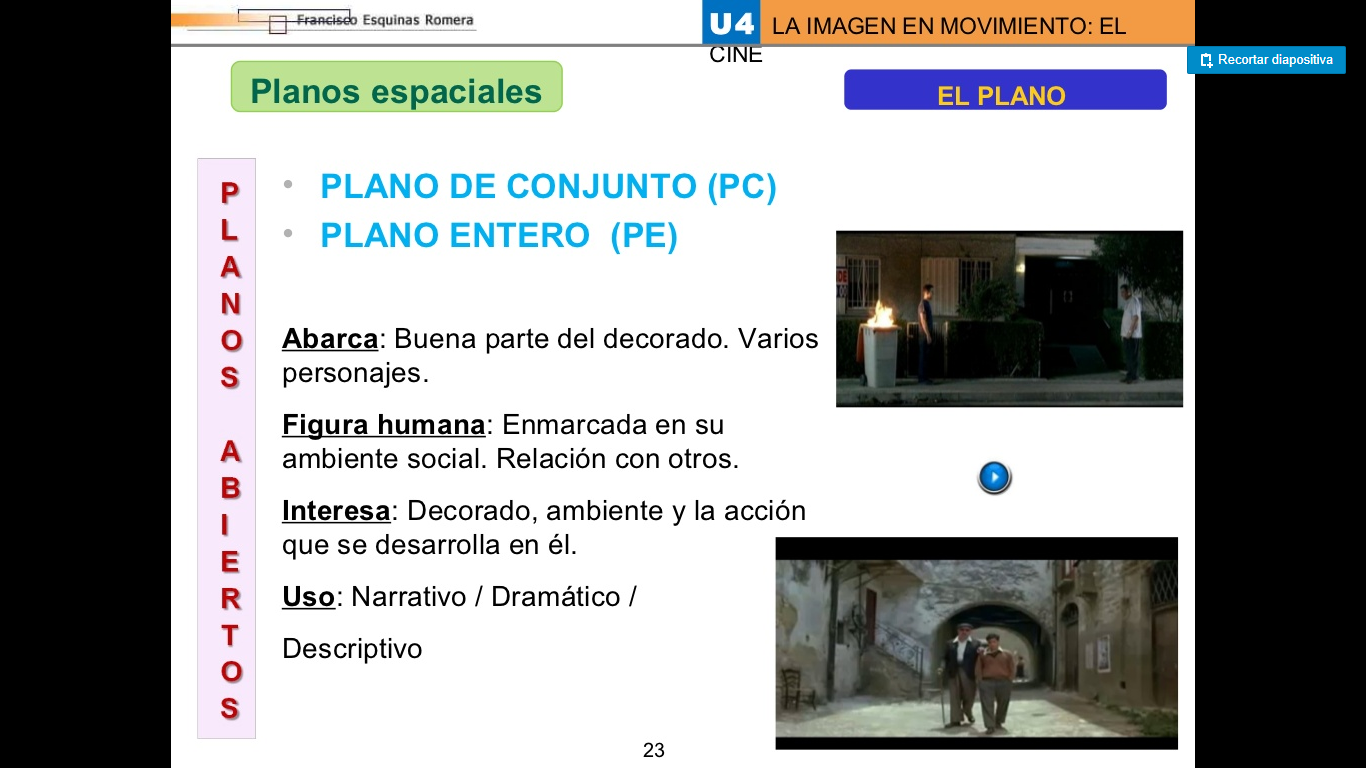 Francisco Esquinas Romera
U4 LA IMAGEN EN MOVIMIENTO: EL
CINE
Recortar diapositiva
Planos espaciales
EL PLANO
PLANOS ABIERTOS
• PLANO DE CONJUNTO (PC)
• PLANO ENTERO (PE)
Abarca: Buena parte del decorado. Varios
personajes.
Figura humana: Enmarcada en su
ambiente social. Relación con otros.
Interesa: Decorado, ambiente y la acción
que se desarrolla en él.
Uso: Narrativo / Dramático /
Descriptivo
23